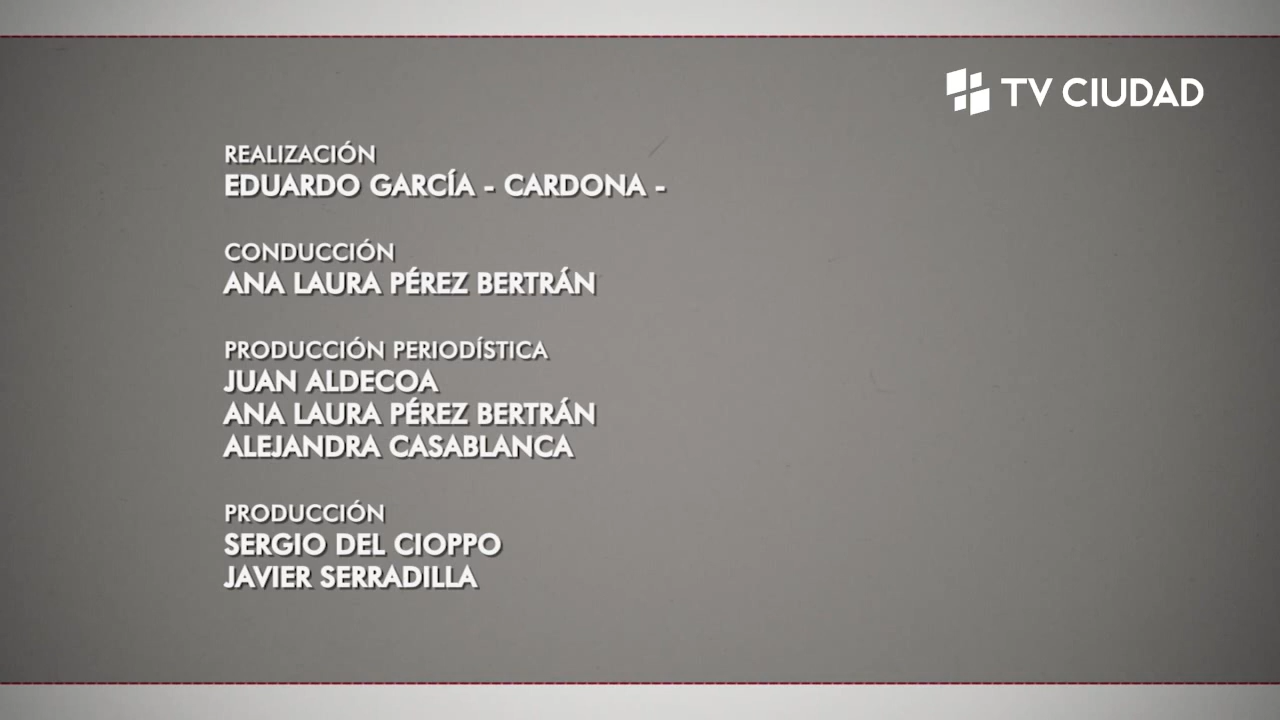 TV CIUDAD
REALIZACIÓN
EDUARDO GARCÍA - CARDONA -
CONDUCCIÓN
ANA LAURA PÉREZ BERTRÁN
PRODUCCIÓN PERIODÍSTICA
JUAN ALDECOA
ANA LAURA PÉREZ BERTRÁN
ALEJANDRA CASABLANCA
PRODUCCIÓN
SERGIO DEL CIOPPO
JAVIER SERRADILLA